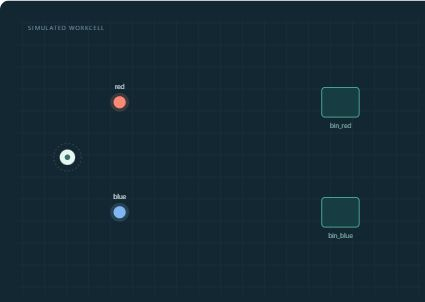 SIMULATED WORKCELL
red
bin_red
blue
bin_blue